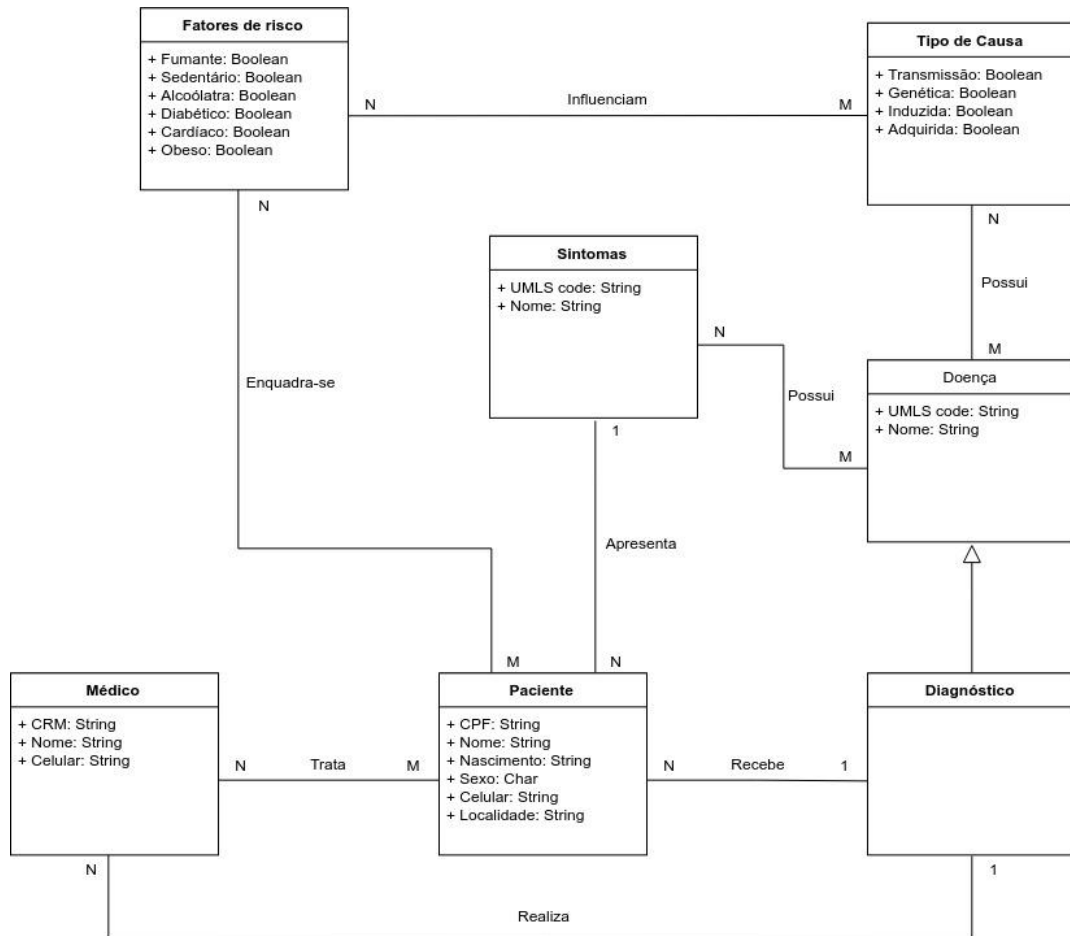 Fatores de risco
+ Fumante: Boolean
+ Sedentário: Boolean
+ Alcoólatra: Boolean
+ Diabético: Boolean
+ Cardíaco: Boolean
+ Obeso: Boolean
Tipo de Causa
+ Transmissão: Boolean
+ Genética: Boolean
+ Induzida: Boolean
+ Adquirida: Boolean
N
Influenciam
M
N
N
Sintomas
+ UMLS code: String
+ Nome: String
Possui
N
M
Enquadra-se
Possui
Doença
+ UMLS code: String
+ Nome: String
1
M
Apresenta
M
N
Médico
+ CRM: String
+ Nome: String
+ Celular: String
Paciente
+ CPF: String
+ Nome: String
+ Nascimento: String
+ Sexo: Char
+ Celular: String
+ Localidade: String
Diagnóstico
N
Trata
M
N
Recebe
1
N
1
Realiza